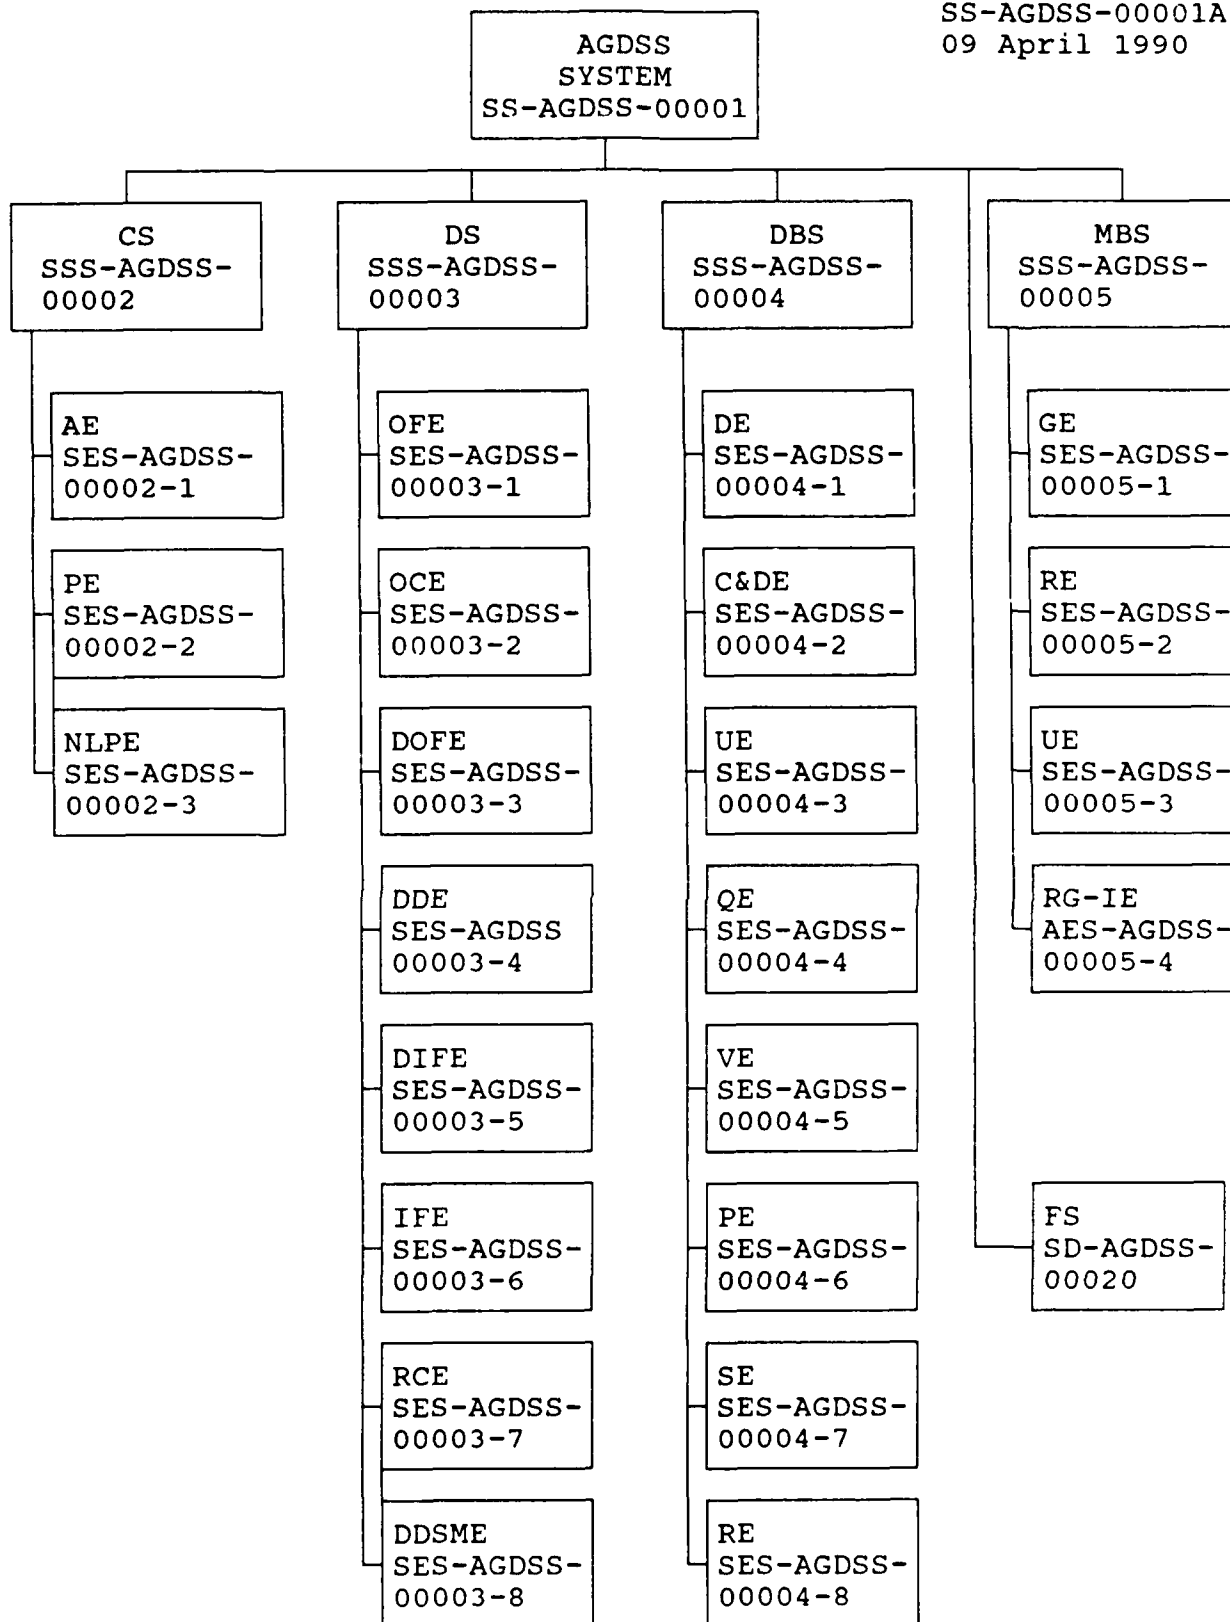 SS-AGDSS-00001A
09 April 1990
AGDSS
SYSTEM
SS-AGDSS-00001
CS
SSS-AGDSS-
00002
DS
SSS-AGDSS-
00003
DBS
SSS-AGDSS-
00004
MBS
SSS-AGDSS-
00005
AE
SES-AGDSS-
00002-1
PE
SES-AGDSS-
00002-2
NLPE
SES-AGDSS-
00002-3
OFE
SES-AGDSS-
00003-1
OCE
SES-AGDSS-
00003-2
DOFE
SES-AGDSS-
00003-3
DDE
SES-AGDSS
00003-4
DIFE
SES-AGDSS-
00003-5
IFE
SES-AGDSS-
00003-6
RCE
SES-AGDSS-
00003-7
DDSME
SES-AGDSS-
00003-8
DE
SES-AGDSS-
00004-1
C&DE
SES-AGDSS-
00004-2
UE
SES-AGDSS-
00004-3
QE
SES-AGDSS-
00004-4
VE
SES-AGDSS-
00004-5
PE
SES-AGDSS-
00004-6
SE
SES-AGDSS-
00004-7
RE
SES-AGDSS-
00004-8
GE
SES-AGDSS-
00005-1
RE
SES-AGDSS-
00005-2
UE
SES-AGDSS-
00005-3
RG-IE
AES-AGDSS-
00005-4
FS
SD-AGDSS-
00020